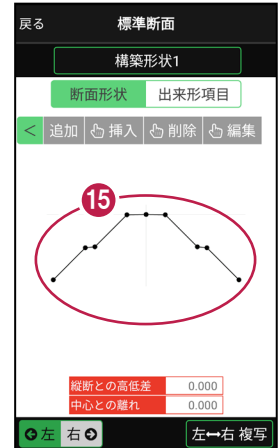 戻る 標準断面
構築形状1
断面形状 出来形項目
< 追加 挿入 削除 編集
15
縦断との高低差 0.000
中心との離れ 0.000
左 右 左↔右 複写